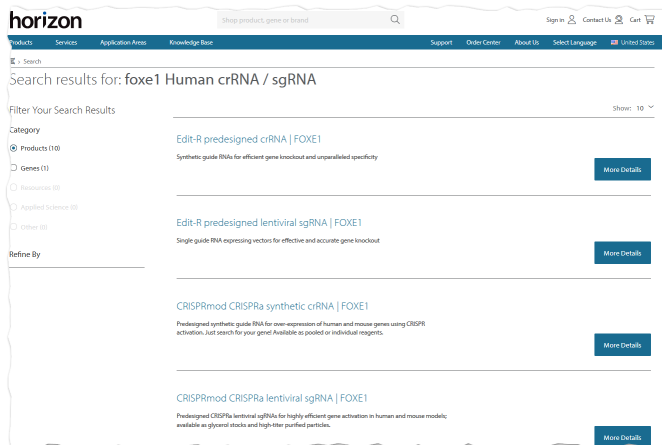 horizon
Shop product, gene or brand
Sign in
Contact Us
Cart
Products
Services
Application Areas
Knowledge Base
Support
Order Center
About Us
Select Language
United States
> Search
Search results for: foxe1 Human crRNA / sgRNA
Filter Your Search Results
Show: 10
Category
Products (10)
Genes (1)
Resources (0)
Applied Science (0)
Other (0)
Refine By
Edit-R predesigned crRNA | FOXE1
Synthetic guide RNAs for efficient gene knockout and unparalleled specificity
More Details
Edit-R predesigned lentiviral sgRNA | FOXE1
Single guide RNA expressing vectors for effective and accurate gene knockout
More Details
CRISPRmod CRISPRa synthetic crRNA | FOXE1
Predesigned synthetic guide RNA for over-expression of human and mouse genes using CRISPR
activation. Just search for your gene! Available as pooled or individual reagents.
More Details
CRISPRmod CRISPRa lentiviral sgRNA | FOXE1
Predesigned CRISPRa lentiviral sgRNAs for highly efficient gene activation in human and mouse models;
available as glycerol stocks and high-titer purified particles.
More Details